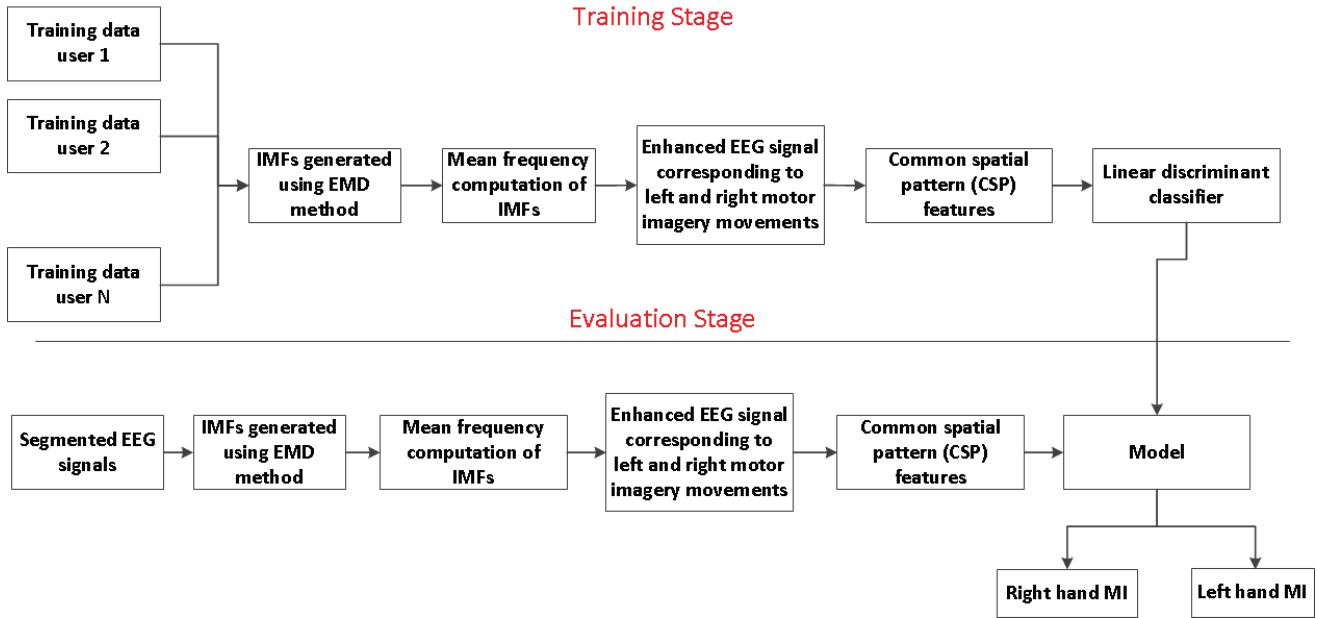 Training Stage
Training data
user 1
Training data
user 2
Training data
user N
IMFs generated
using EMD
method
Mean frequency
computation of
IMFs
Enhanced EEG signal
corresponding to
left and right motor
imagery movements
Common spatial
pattern (CSP)
features
Linear discriminant
classifier
Evaluation Stage
Segmented EEG
signals
IMFs generated
using EMD
method
Mean frequency
computation of
IMFs
Enhanced EEG signal
corresponding to
left and right motor
imagery movements
Common spatial
pattern (CSP)
features
Model
Right hand MI
Left hand MI